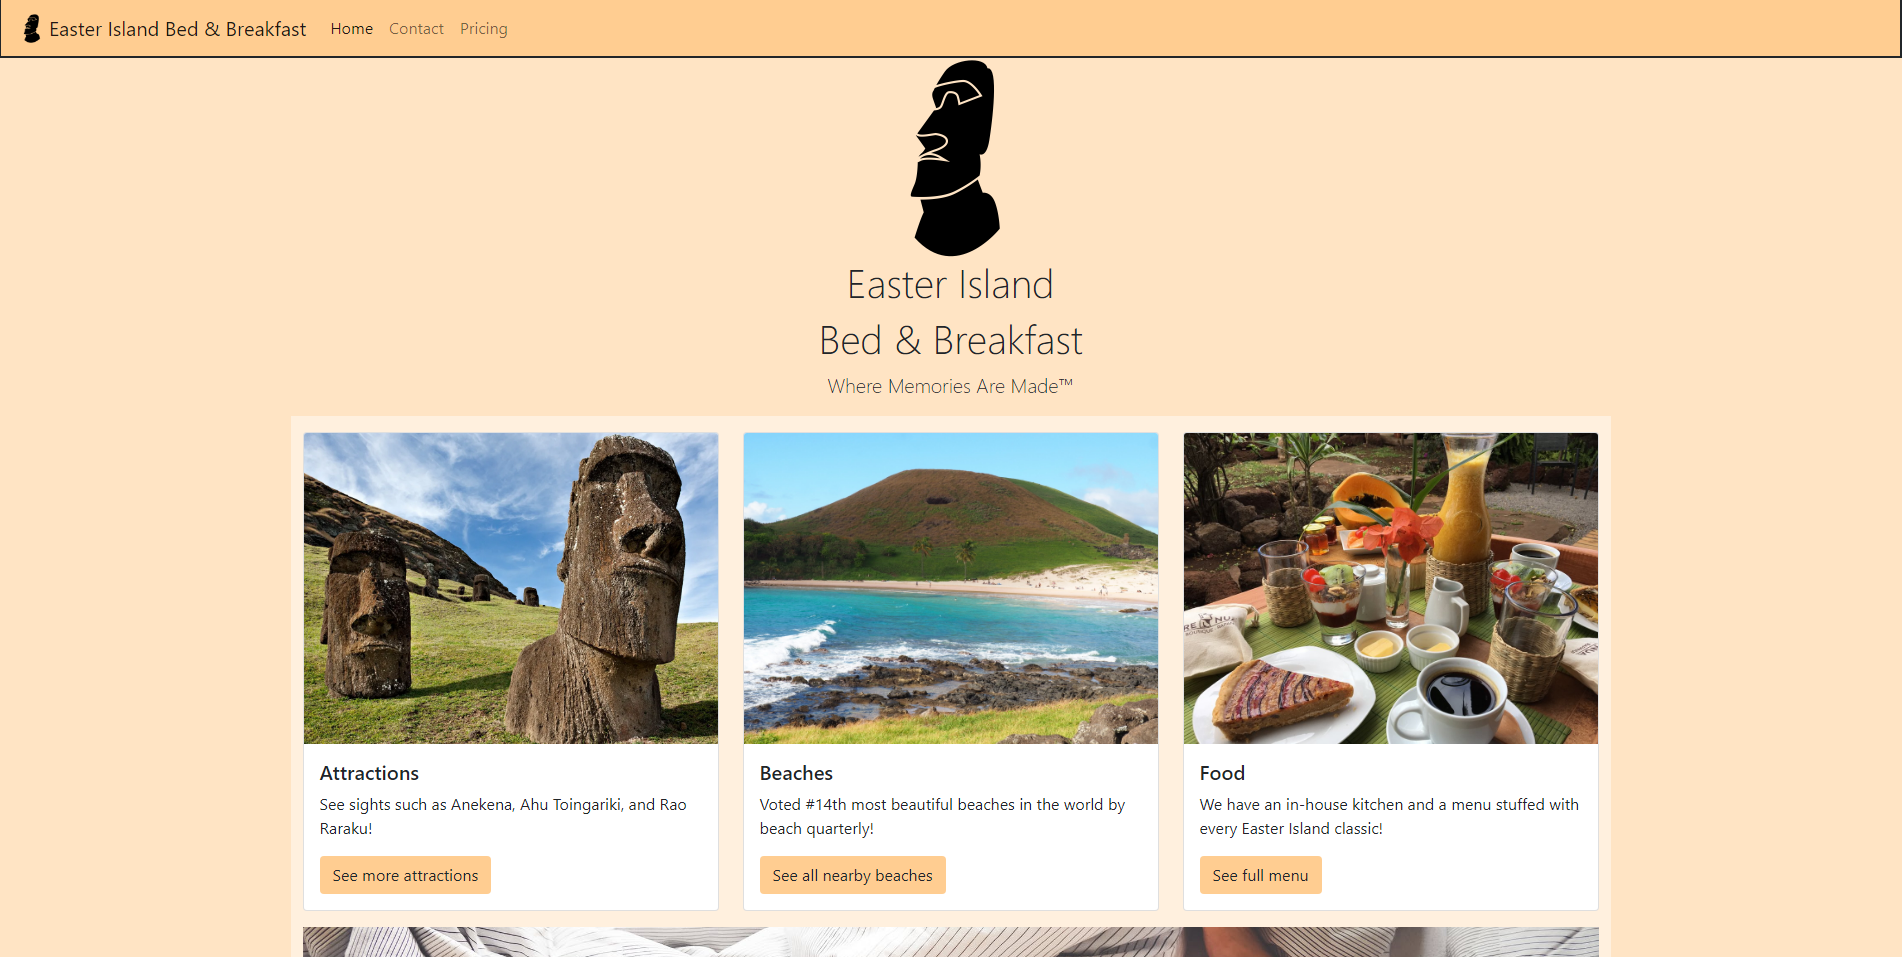 Easter Island Bed & Breakfast Home Contact Pricing
Easter Island
Bed & Breakfast
Where Memories Are Made™
Attractions
See sights such as Anekena, Ahu Toingariki, and Rao
Raraku!
See more attractions
Beaches
Voted #14th most beautiful beaches in the world by
beach quarterly!
See all nearby beaches
Food
We have an in-house kitchen and a menu stuffed with
every Easter Island classic!
See full menu